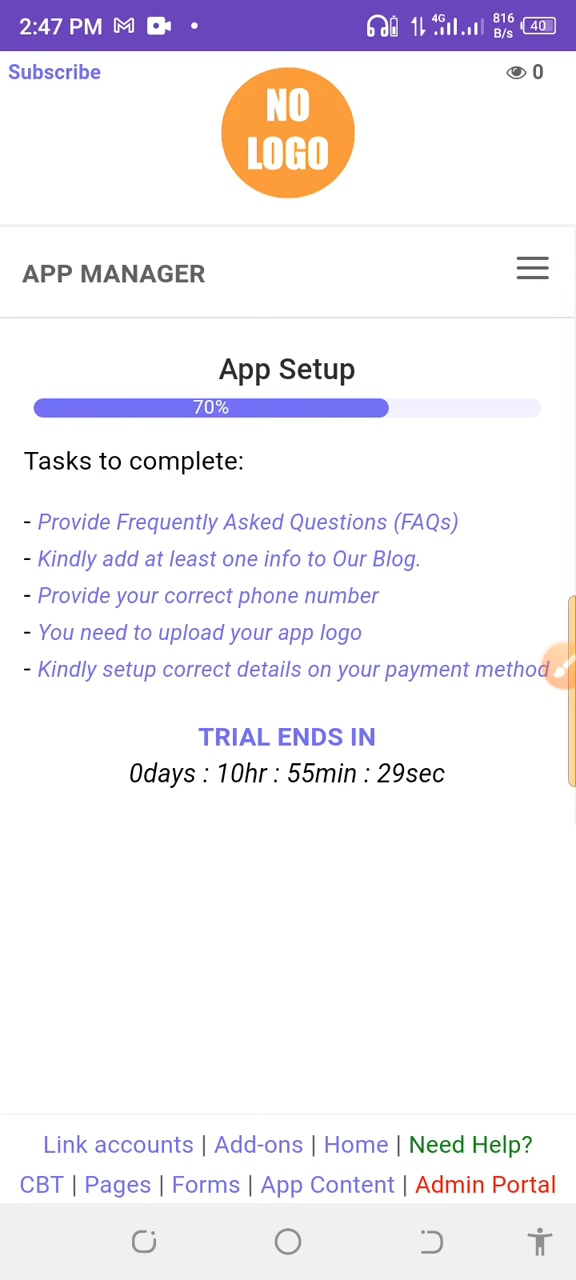 2:47 PM
4G
816
B/s
40
Subscribe
0
NO
LOGO
APP MANAGER
App Setup
70%
Tasks to complete:
- Provide Frequently Asked Questions (FAQs)
- Kindly add at least one info to Our Blog.
- Provide your correct phone number
- You need to upload your app logo
- Kindly setup correct details on your payment method
TRIAL ENDS IN
0days : 10hr : 55min : 29sec
Link accounts | Add-ons | Home | Need Help?
CBT | Pages | Forms | App Content | Admin Portal